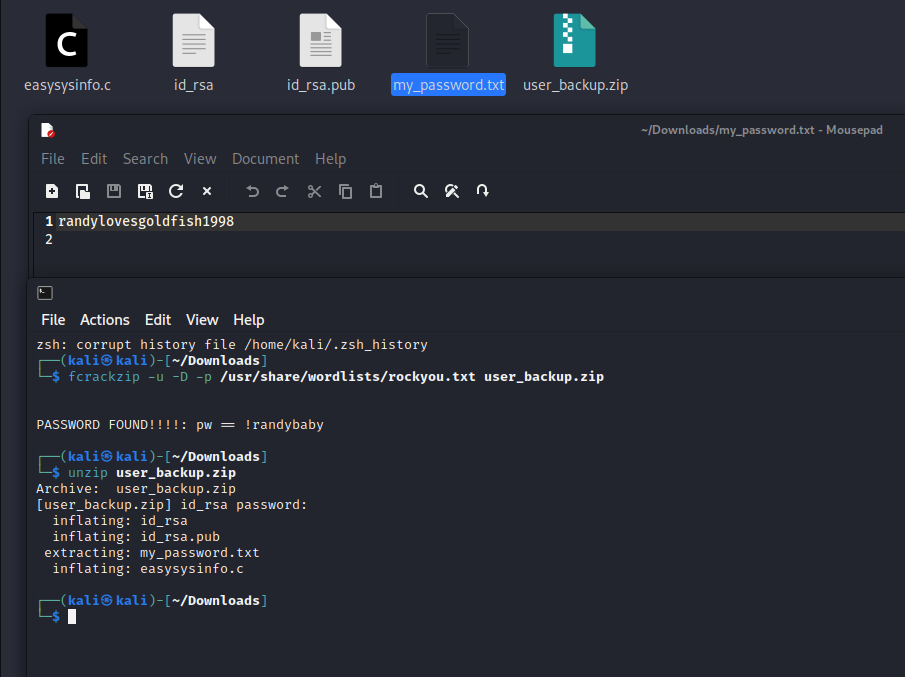 easysysinfo.c id_rsa id_rsa.pub my_password.txt user_backup.zip
~/Downloads/my_password.txt - Mousepad
File Edit Search View Document Help
1 randylovesgoldfish1998
2
File Actions Edit View Help
zsh: corrupt history file /home/kali/.zsh_history
┌──(kali㉿kali)-[~/Downloads]
└─$ fcrackzip -u -D -p /usr/share/wordlists/rockyou.txt user_backup.zip
PASSWORD FOUND!!!!: pw == !randybaby
┌──(kali㉿kali)-[~/Downloads]
└─$ unzip user_backup.zip
Archive:  user_backup.zip
[user_backup.zip] id_rsa password:
  inflating: id_rsa
  inflating: id_rsa.pub
 extracting: my_password.txt
  inflating: easysysinfo.c
┌──(kali㉿kali)-[~/Downloads]
└─$